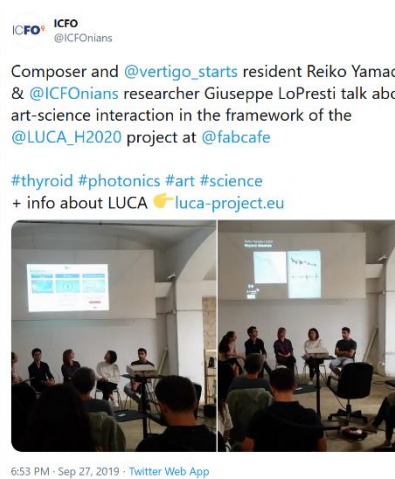 ICFO
ICFO
@ICFOnians
Composer and @vertigo_starts resident Reiko
& @ICFOnians researcher Giuseppe LoPresti talk
art-science interaction in the framework of the
@LUCA_H2020 project at @fabcafe
#thyroid #photonics #art #science
+ info about LUCA 👉luca-project.eu
6:53 PM · Sep 27, 2019 · Twitter Web App